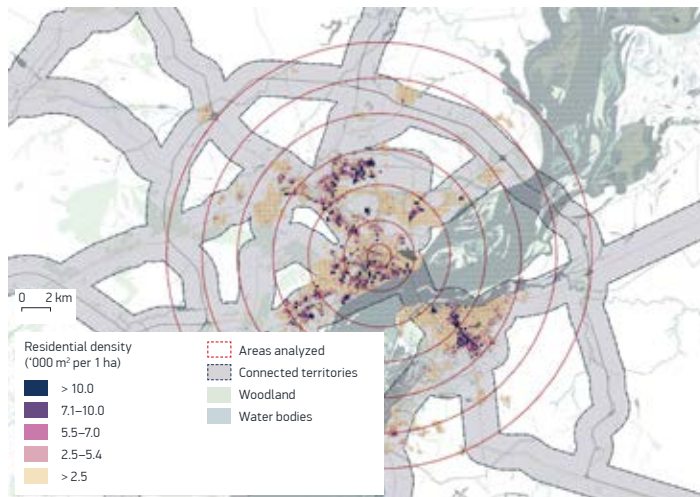 0 2 km
Residential density
('000 m² per 1 ha)
> 10.0
7.1–10.0
5.5–7.0
2.5–5.4
> 2.5
Areas analyzed
Connected territories
Woodland
Water bodies